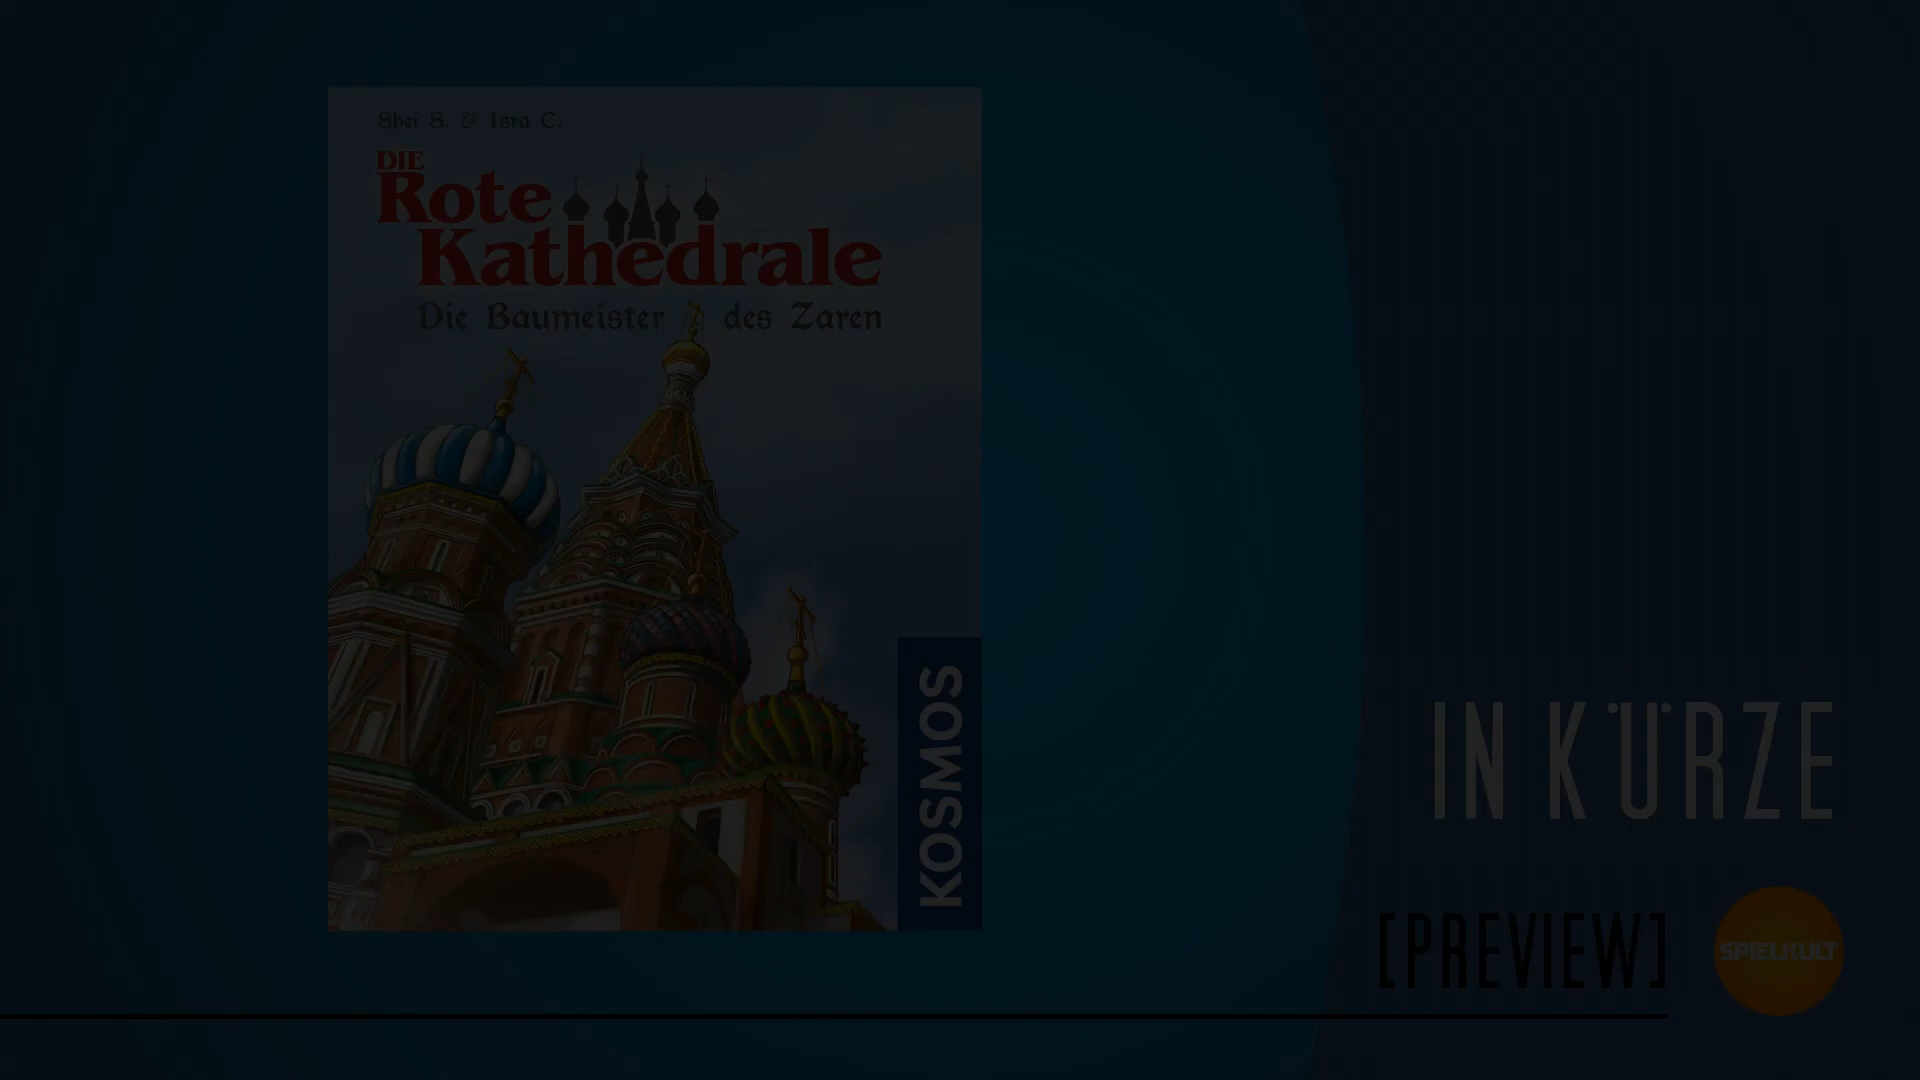 Shei S. & Isra C.
DIE
Rote
Kathedrale
Die Baumeister des Zaren
KOSMOS
IN KÜRZE
[PREVIEW]
SPIELKULT